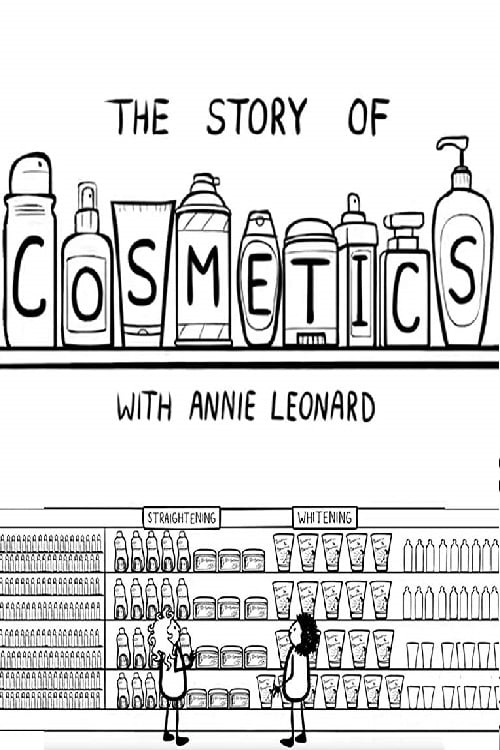 THE STORY OF
COSMETICS
WITH ANNIE LEONARD
STRAIGHTENING
WHITENING